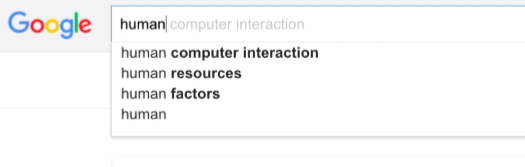 Google
human computer interaction
human computer interaction
human resources
human factors
human